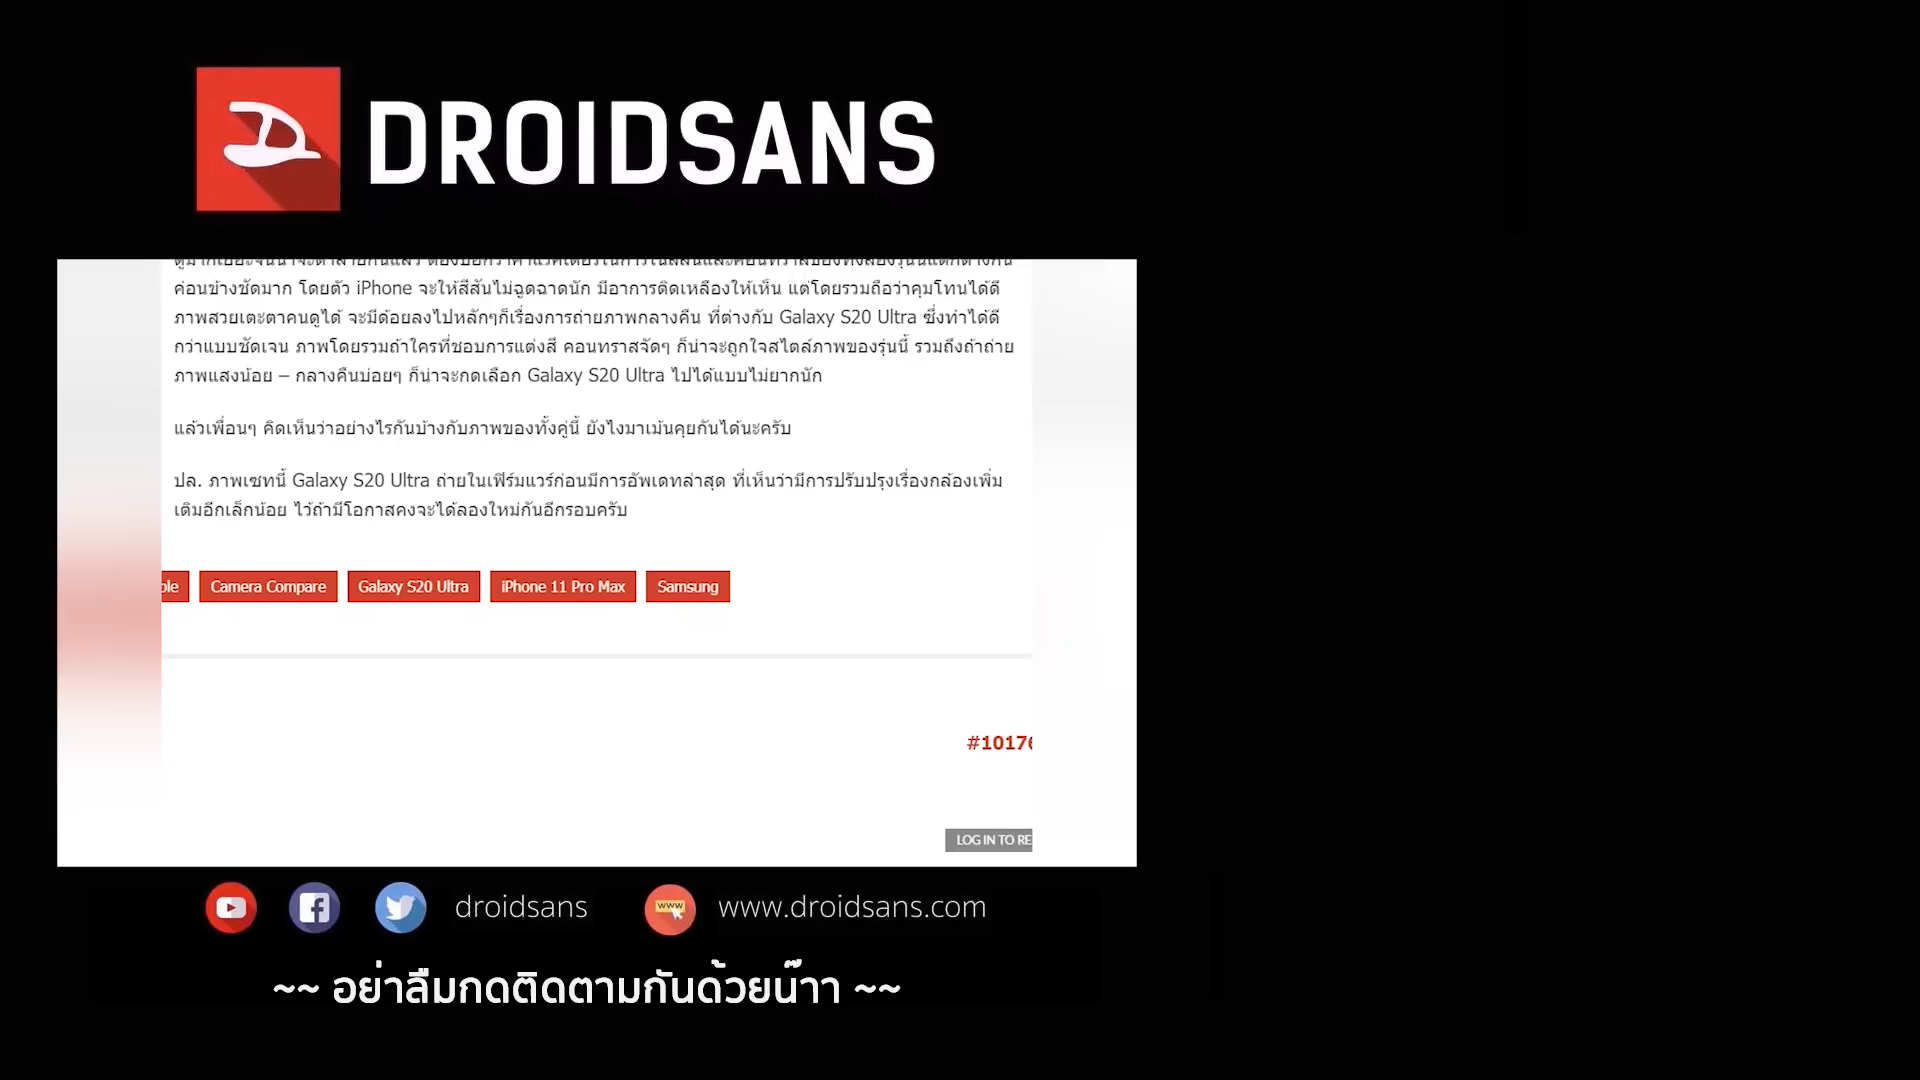 DROIDSANS
ค่อนข้างชัดมาก โดยตัว iPhone จะให้สีสันไม่ฉูดฉาดนัก มีอาการติดเหลืองให้เห็น แต่โดยรวมถือว่าคุมโทนได้ดี
ภาพสวยเตะตาคนดูได้ จะมีด้อยลงไปหลักๆก็เรื่องการถ่ายภาพกลางคืน ที่ต่างกับ Galaxy S20 Ultra ซึ่งทำได้ดี
กว่าแบบชัดเจน ภาพโดยรวมถ้าใครที่ชอบการแต่งสี คอนทราสจัดๆ ก็น่าจะถูกใจสไตล์ภาพของรุ่นนี้ รวมถึงถ้าถ่าย
ภาพแสงน้อย – กลางคืนบ่อยๆ ก็น่าจะกดเลือก Galaxy S20 Ultra ไปได้แบบไม่ยากนัก
แล้วเพื่อนๆ คิดเห็นว่าอย่างไรกันบ้างกับภาพของทั้งคู่นี้ ยังไงมาเม้นคุยกันได้นะครับ
ปล. ภาพเซทนี้ Galaxy S20 Ultra ถ่ายในเฟิร์มแวร์ก่อนมีการอัพเดทล่าสุด ที่เห็นว่ามีการปรับปรุงเรื่องกล้องเพิ่ม
เติมอีกเล็กน้อย ไว้ถ้ามีโอกาสคงจะได้ลองใหม่กันอีกรอบครับ
ple Camera Compare Galaxy S20 Ultra iPhone 11 Pro Max Samsung
#10176
LOG IN TO RE
droidsans www www.droidsans.com
~~ อย่าลืมกดติดตามกันด้วยน๊าา ~~